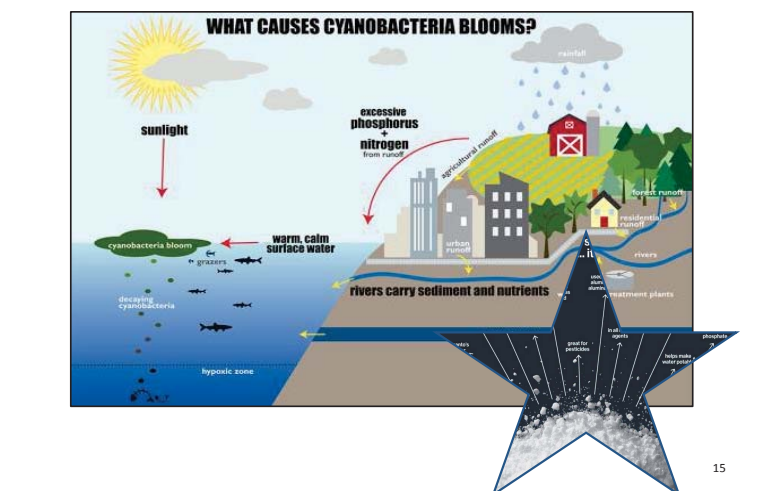 WHAT CAUSES CYANOBACTERIA BLOOMS?
rainfall
sunlight
excessive
phosphorus
+
nitrogen
from runoff
agricultural runoff
forest runoff
residential
runoff
cyanobacteria bloom
warm, calm
surface water
urban
runoff
rivers
grazers
decaying
cyanobacteria
rivers carry sediment and nutrients
treatment plants
great for
pesticides
agents
phosphate
helps make
hypoxic zone
15